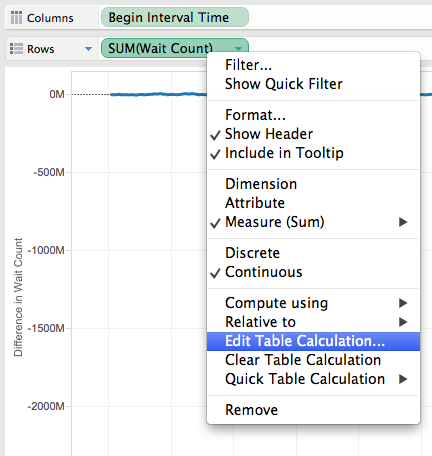 Columns
Begin Interval Time
Rows
SUM(Wait Count)
Filter...
Show Quick Filter
Format...
Show Header
Include in Tooltip
Dimension
Attribute
Measure (Sum)
Discrete
Continuous
Compute using
Relative to
Edit Table Calculation...
Clear Table Calculation
Quick Table Calculation
Remove
0M
-500M
-1000M
-1500M
-2000M
Difference in Wait Count